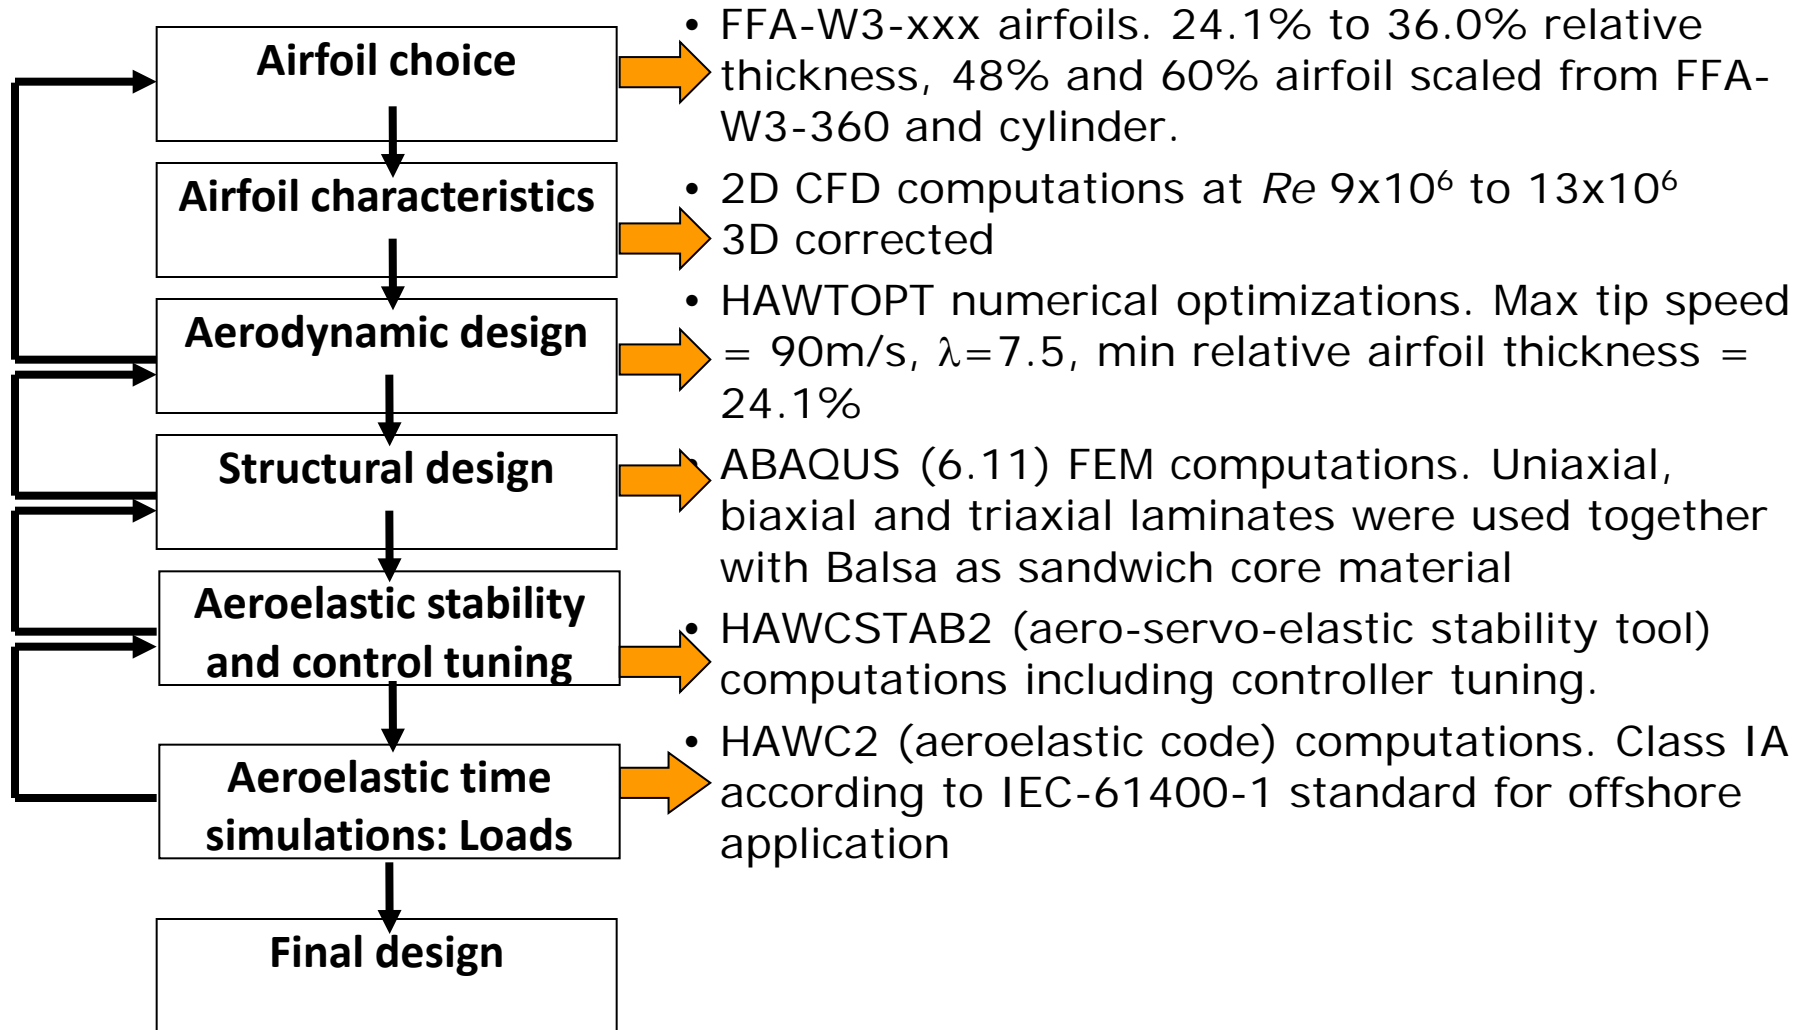 Airfoil choice
• FFA-W3-xxx airfoils. 24.1% to 36.0% relative
thickness, 48% and 60% airfoil scaled from FFA-
W3-360 and cylinder.
Airfoil characteristics
• 2D CFD computations at Re 9x10⁶ to 13x10⁶
3D corrected
Aerodynamic design
• HAWTOPT numerical optimizations. Max tip speed
= 90m/s, λ=7.5, min relative airfoil thickness =
24.1%
Structural design
• ABAQUS (6.11) FEM computations. Uniaxial,
biaxial and triaxial laminates were used together
with Balsa as sandwich core material
Aeroelastic stability
and control tuning
• HAWCSTAB2 (aero-servo-elastic stability tool)
computations including controller tuning.
Aeroelastic time
simulations: Loads
• HAWC2 (aeroelastic code) computations. Class IA
according to IEC-61400-1 standard for offshore
application
Final design